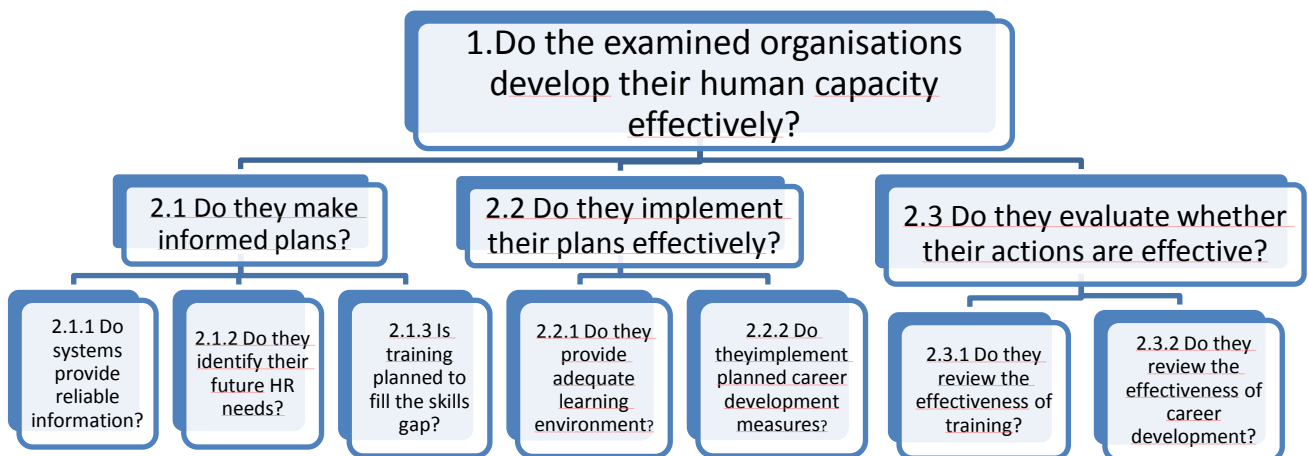 1.Do the examined organisations
develop their human capacity
effectively?
2.1 Do they make
informed plans?
2.2 Do they implement
their plans effectively?
2.3 Do they evaluate whether
their actions are effective?
2.1.1 Do
systems
provide
reliable
information?
2.1.2 Do they
identify their
future HR
needs?
2.1.3 Is
training
planned to
fill the skills
gap?
2.2.1 Do they
provide
adequate
learning
environment?
2.2.2 Do
theyimplement
planned career
development
measures?
2.3.1 Do they
review the
effectiveness of
training?
2.3.2 Do they
review the
effectiveness of
career
development?